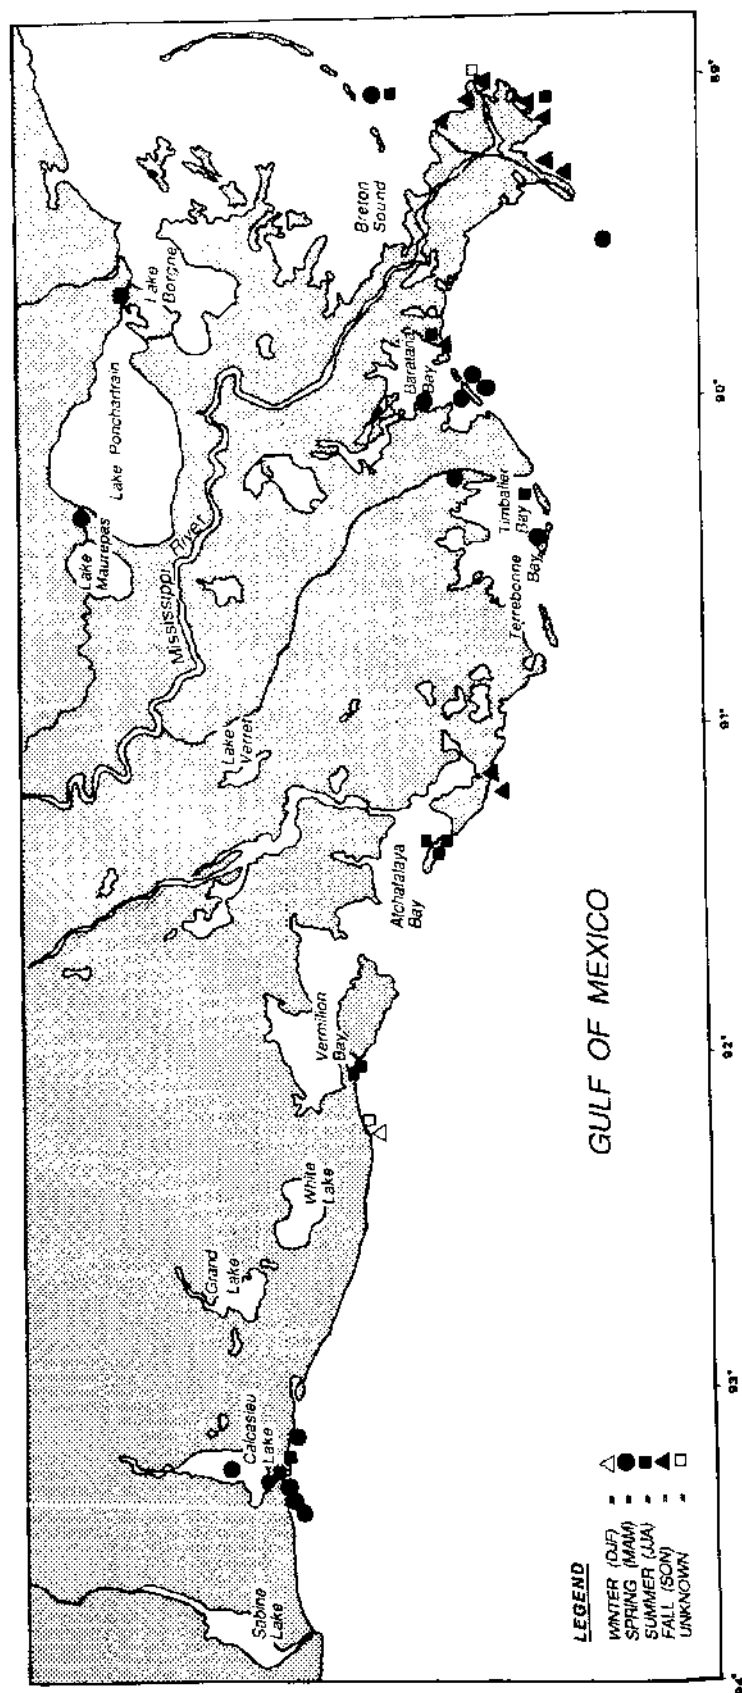 Sabine
Lake
Calcasieu
Lake
Grand
Lake
White
Lake
Vermilion
Bay
Atchafalaya
Bay
Lake
Verret
Mississippi River
Lake
Maurepas
Lake Ponchartrain
Lake
Borgne
Breton
Sound
Barataria
Bay
Timbalier
Bay
Terrebonne
Bay
GULF OF MEXICO
LEGEND
WINTER (DJF) =
SPRING (MAM) =
SUMMER (JJA) =
FALL (SON) =
UNKNOWN =
94°
93°
92°
91°
90°
89°